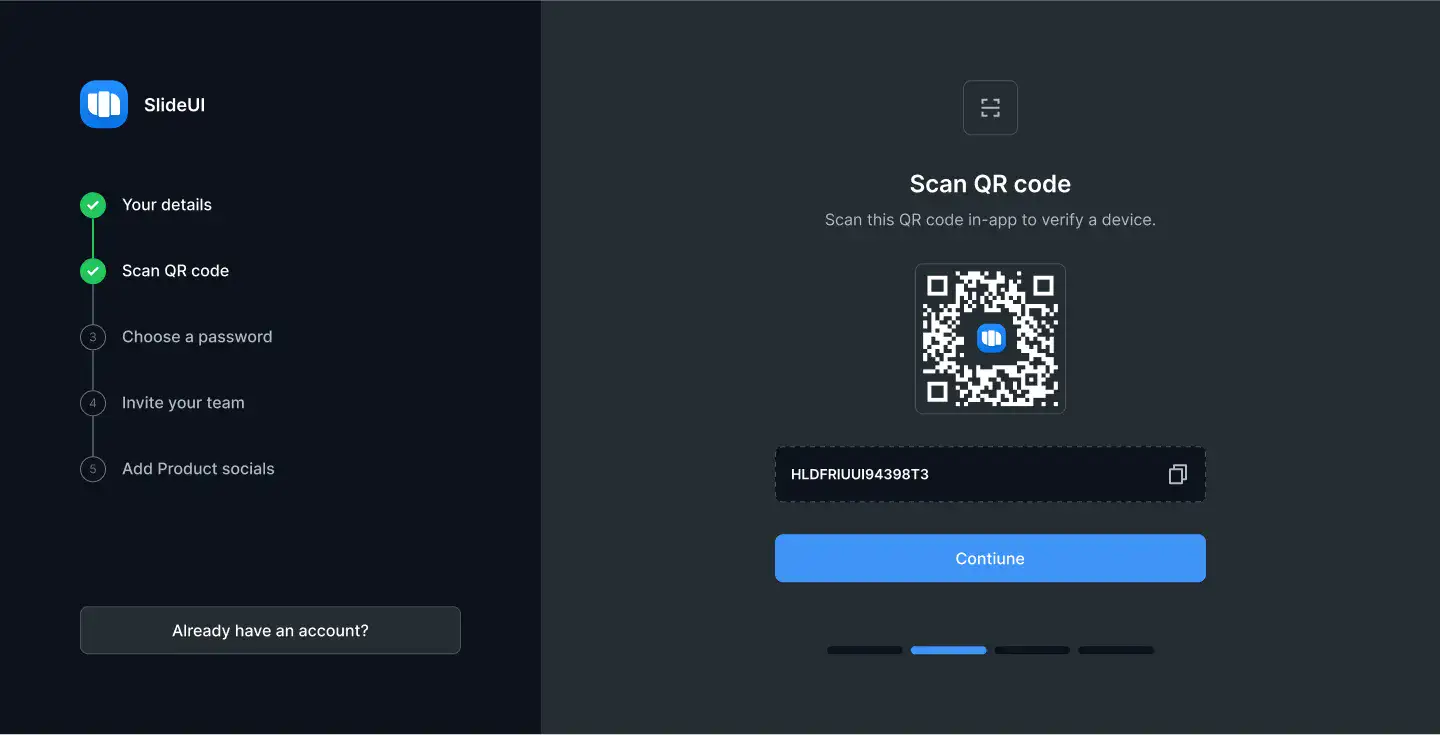 SlideUI
Your details
Scan QR code
3 Choose a password
4 Invite your team
5 Add Product socials
Already have an account?
Scan QR code
Scan this QR code in-app to verify a device.
HLDFRIUUI94398T3
Contiune